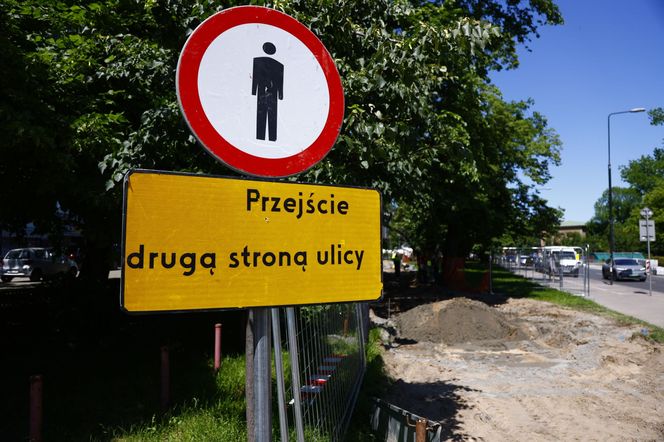 Przejście
drugą stroną ulicy